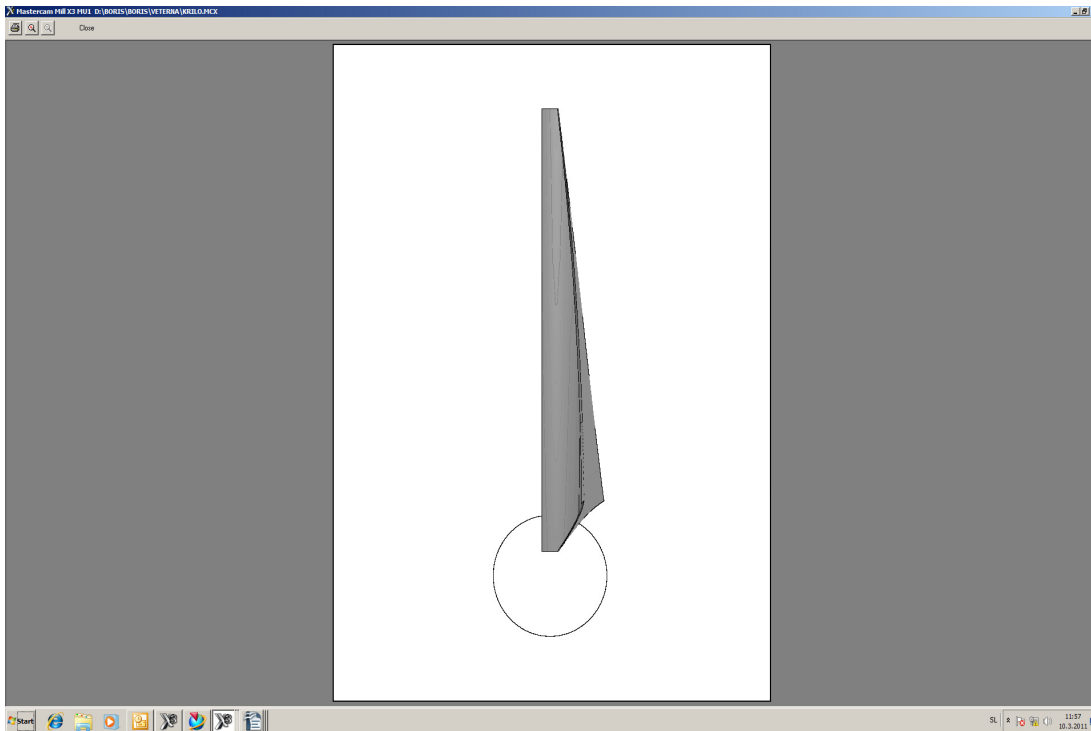 Mastercam Mill X3 MU1 D:\BORIS\BORIS\VETERNA\KRILO.MCX
Close
Start
SL
11:57
10.3.2011